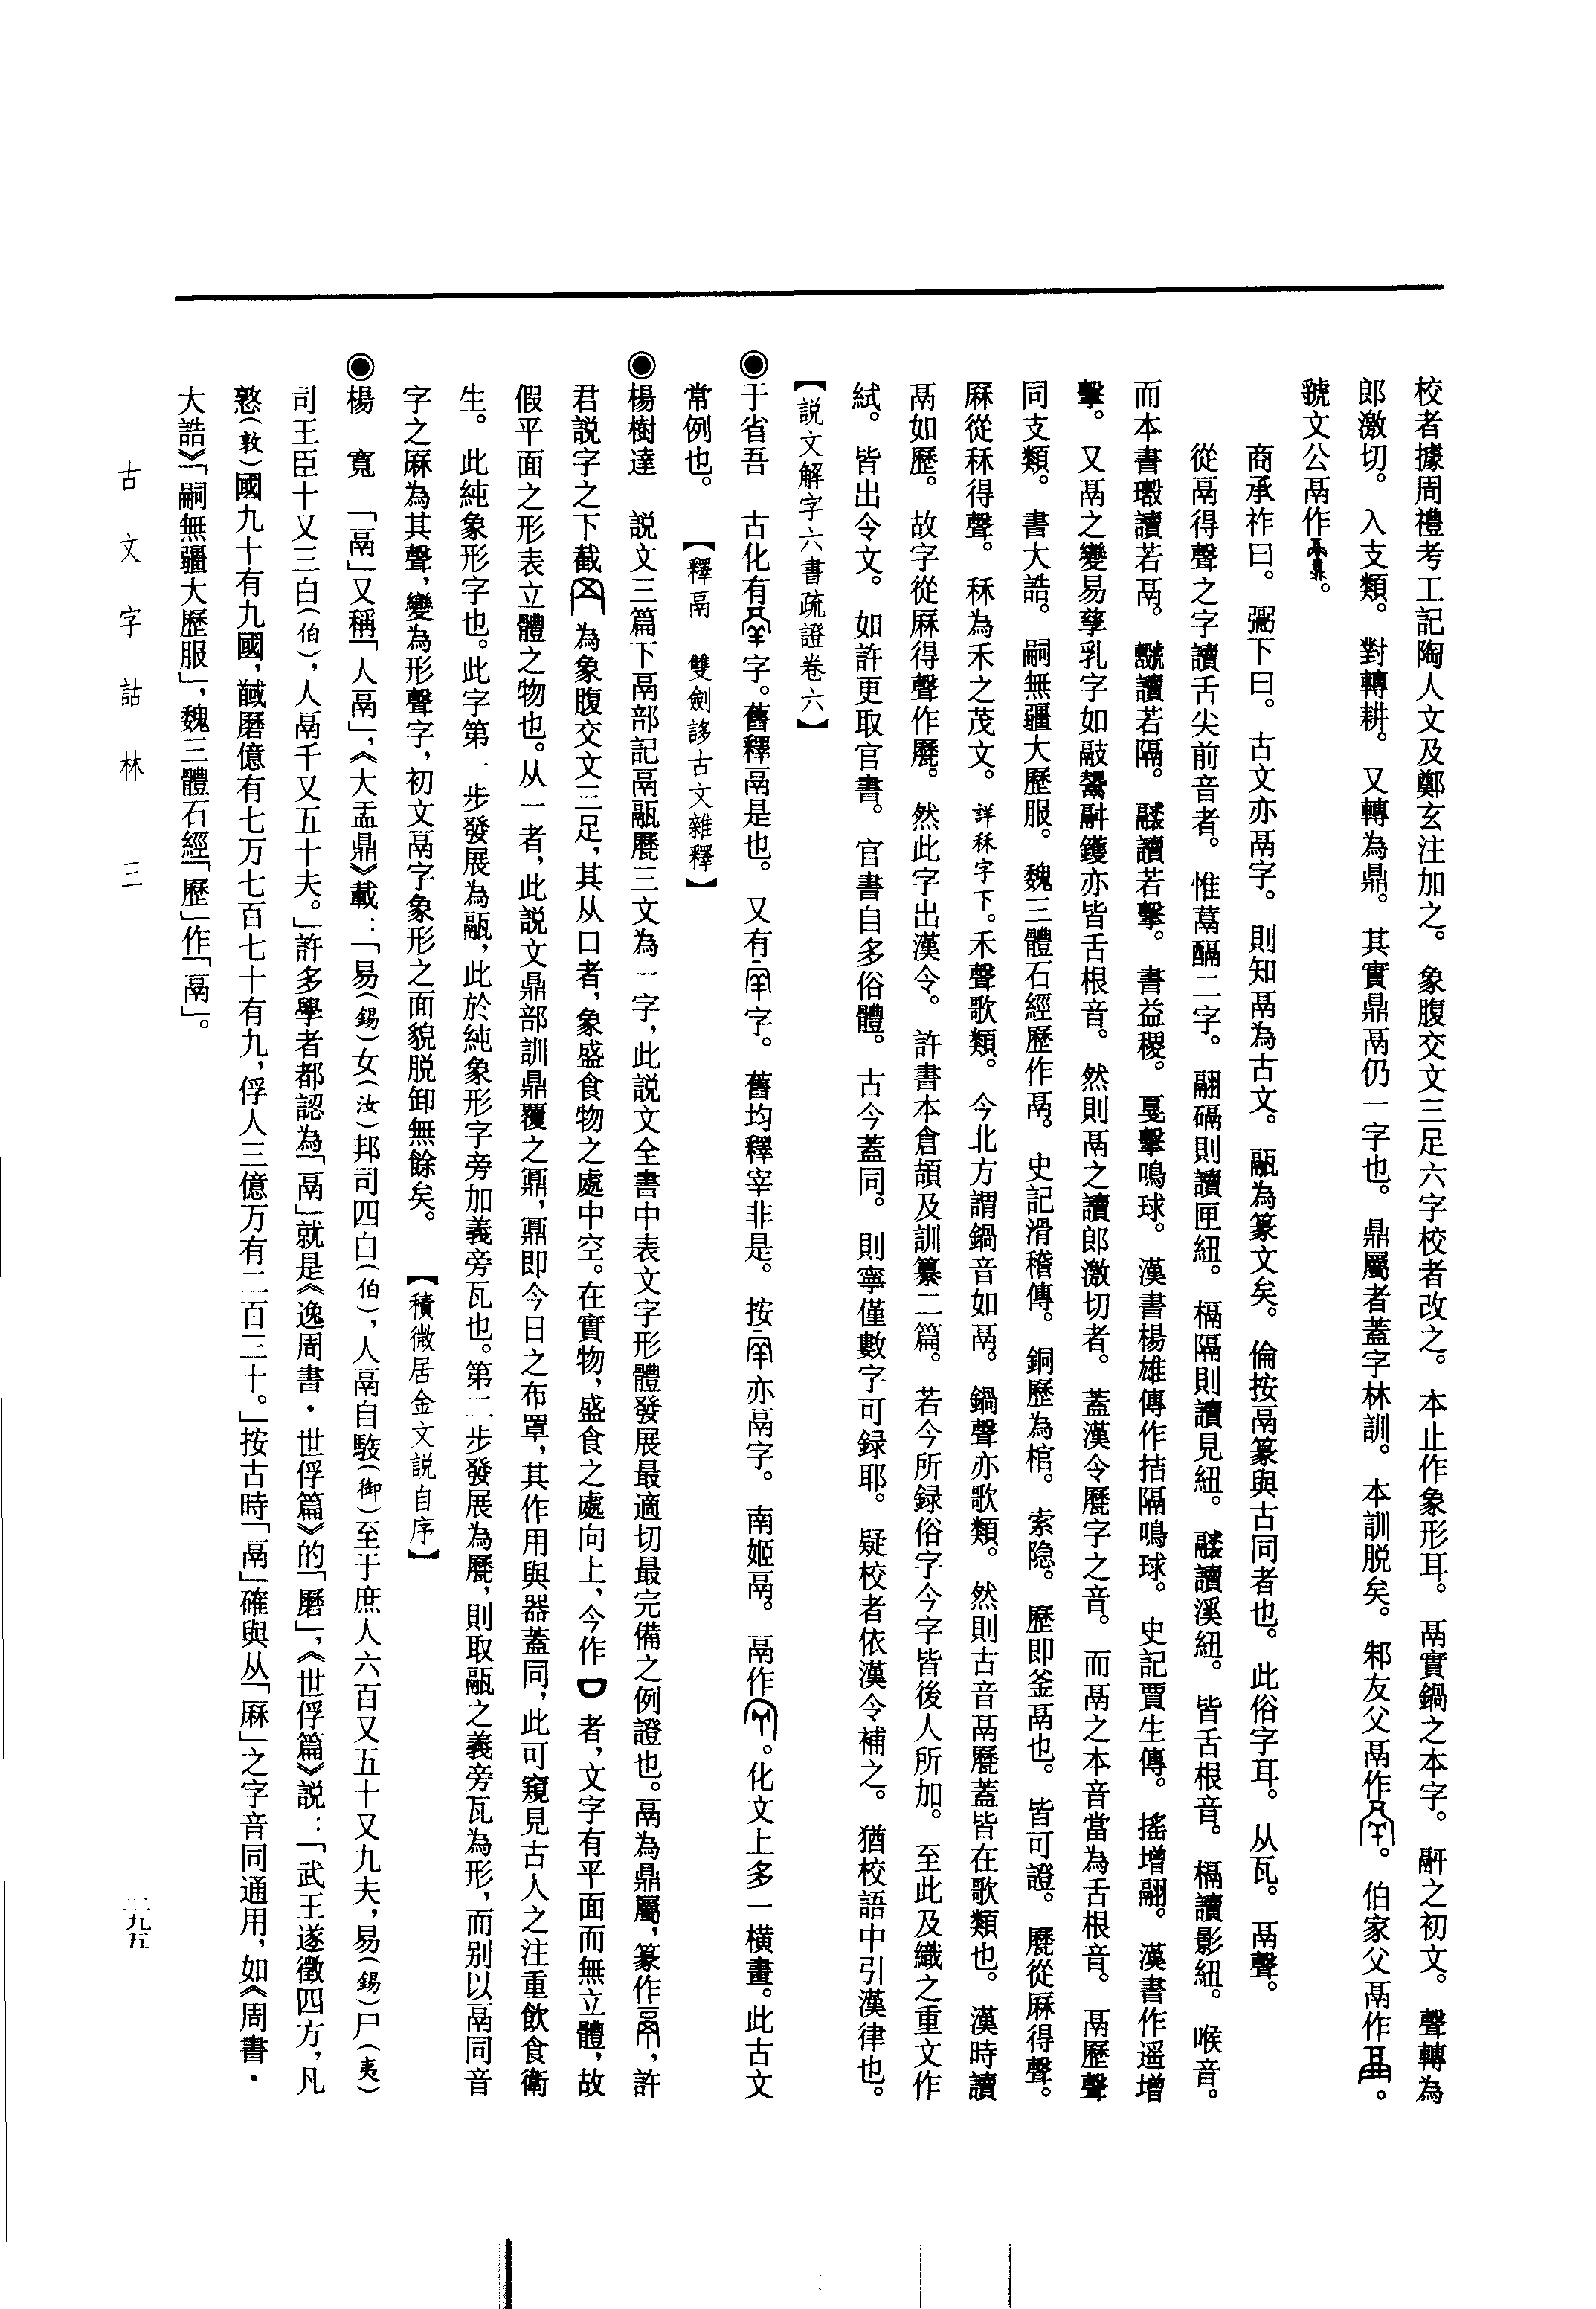 校者據周禮考工記陶人文及鄭玄注加之。象腹交文三足六字校者改之。本止作象形耳。鬲實鍋之本字。䰙之初文。聲轉為
郎激切。入支類。對轉耕。又轉為鼎。其實鼎鬲仍一字也。鼎屬者蓋字林訓。本訓脱矣。邾友父鬲作。伯家父鬲作。
虢文公鬲作。
商承祚曰。䰜下曰。古文亦鬲字。則知鬲為古文。㽁為篆文矣。倫按鬲篆與古同者也。此俗字耳。从瓦。鬲聲。
從鬲得聲之字讀舌尖前音者。惟蒚䣓二字。翮礉則讀匣紐。槅隔則讀見紐。讀溪紐。皆舌根音。槅讀影紐。喉音。
而本書讀若鬲。讀若隔。讀若擊。書益稷。戛擊鳴球。漢書楊雄傳作拮隔鳴球。史記賈生傳。搖增翮。漢書作遥增
擊。又鬲之變易孳乳字如䰙鑊亦皆舌根音。然則鬲之讀郎激切者。蓋漢令㽁字之音。而鬲之本音當為舌根音。鬲歷聲
同支類。書大誥。嗣無疆大歷服。魏三體石經歷作鬲。史記滑稽傳。銅歷為棺。索隐。歷即釜鬲也。皆可證。從厤得聲。
厤從秝得聲。秝為禾之茂文。詳秝字下。禾聲歌類。今北方謂鍋音如鬲。鍋聲亦歌類。然則古音鬲蓋皆在歌類也。漢時讀
鬲如歷。故字從厤得聲作。然此字出漢令。許書本倉頡及訓纂二篇。若今所録俗字今字皆後人所加。至此及織之重文作
紩。皆出令文。如許更取官書。官書自多俗體。古今蓋同。則寧僅數字可録耶。疑校者依漢令補之。猶校語中引漢律也。
【説文解字六書疏證卷六】
◉于省吾　古化有字。舊釋鬲是也。又有字。舊均釋宰非是。按亦鬲字。南姬鬲。鬲作。化文上多一橫畫。此古文
常例也。　【釋鬲　雙劍誃古文雜釋】
◉楊樹達　説文三篇下鬲部記鬲㽁三文為一字，此説文全書中表文字形體發展最適切最完備之例證也。鬲為鼎屬，篆作，許
君説字之下截為象腹交文三足，其从口者，象盛食物之處中空。在實物，盛食之處向上，今作者，文字有平面而無立體，故
假平面之形表立體之物也。从一者，此説文鼎部訓鼎覆之鼏，鼏即今日之布罩，其作用與器蓋同，此可窺見古人之注重飲食衛
生。此純象形字也。此字第一步發展為㽁，此於純象形字旁加義旁瓦也。第二步發展為，則取㽁之義旁瓦為形，而别以鬲同音
字之厤為其聲，變為形聲字，初文鬲字象形之面貌脱卸無餘矣。　【積微居金文説自序】
◉楊　寬　「鬲」又稱「人鬲」，《大盂鼎》載：「易（錫）女（汝）邦司四白（伯），人鬲自馭（御）至于庶人六百又五十又九夫，易（錫）尸（夷）
司王臣十又三白（伯），人鬲千又五十夫。」許多學者都認為「鬲」就是《逸周書·世俘篇》的「磿」，《世俘篇》説：「武王遂徵四方，凡
憝（敦）國九十有九國，馘磿億有七万七百七十有九，俘人三億万有二百三十。」按古時「鬲」確與从「厤」之字音同通用，如《周書·
大誥》「嗣無疆大歷服」，魏三體石經「歷」作「鬲」。
古文字詁林　三
九五